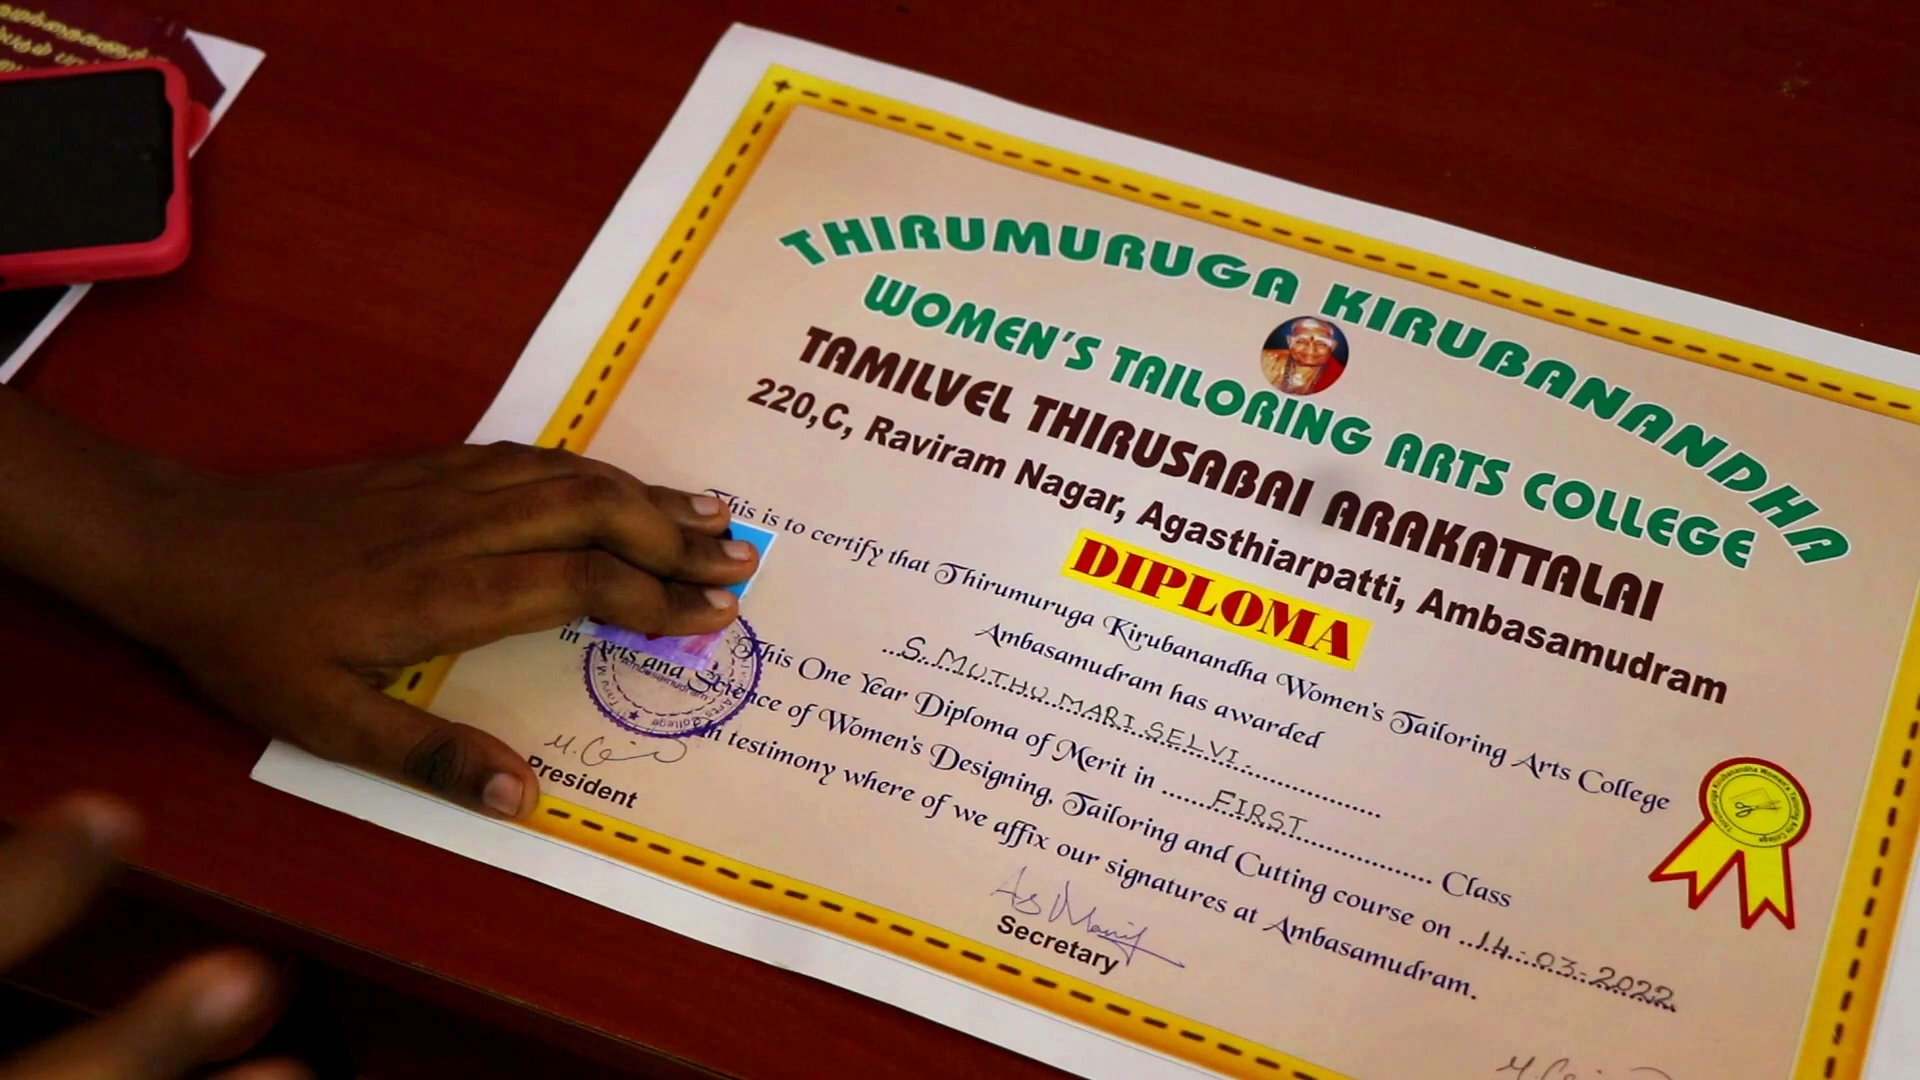 THIRUMURUGA KIRUBANANDHA
WOMEN'S TAILORING ARTS COLLEGE
TAMILVEL THIRUSABAI ARAKATTALAI
220,C, Raviram Nagar, Agasthiarpatti, Ambasamudram
DIPLOMA
This is to certify that Thirumuruga Kirubanandha Women's Tailoring Arts College
Ambasamudram has awarded
S. MUTHU MARI SELVI.
This One Year Diploma of Merit in FIRST Class
in Arts and Science of Women's Designing, Tailoring and Cutting course on 14-03-2022
In testimony where of we affix our signatures at Ambasamudram.
President
Secretary